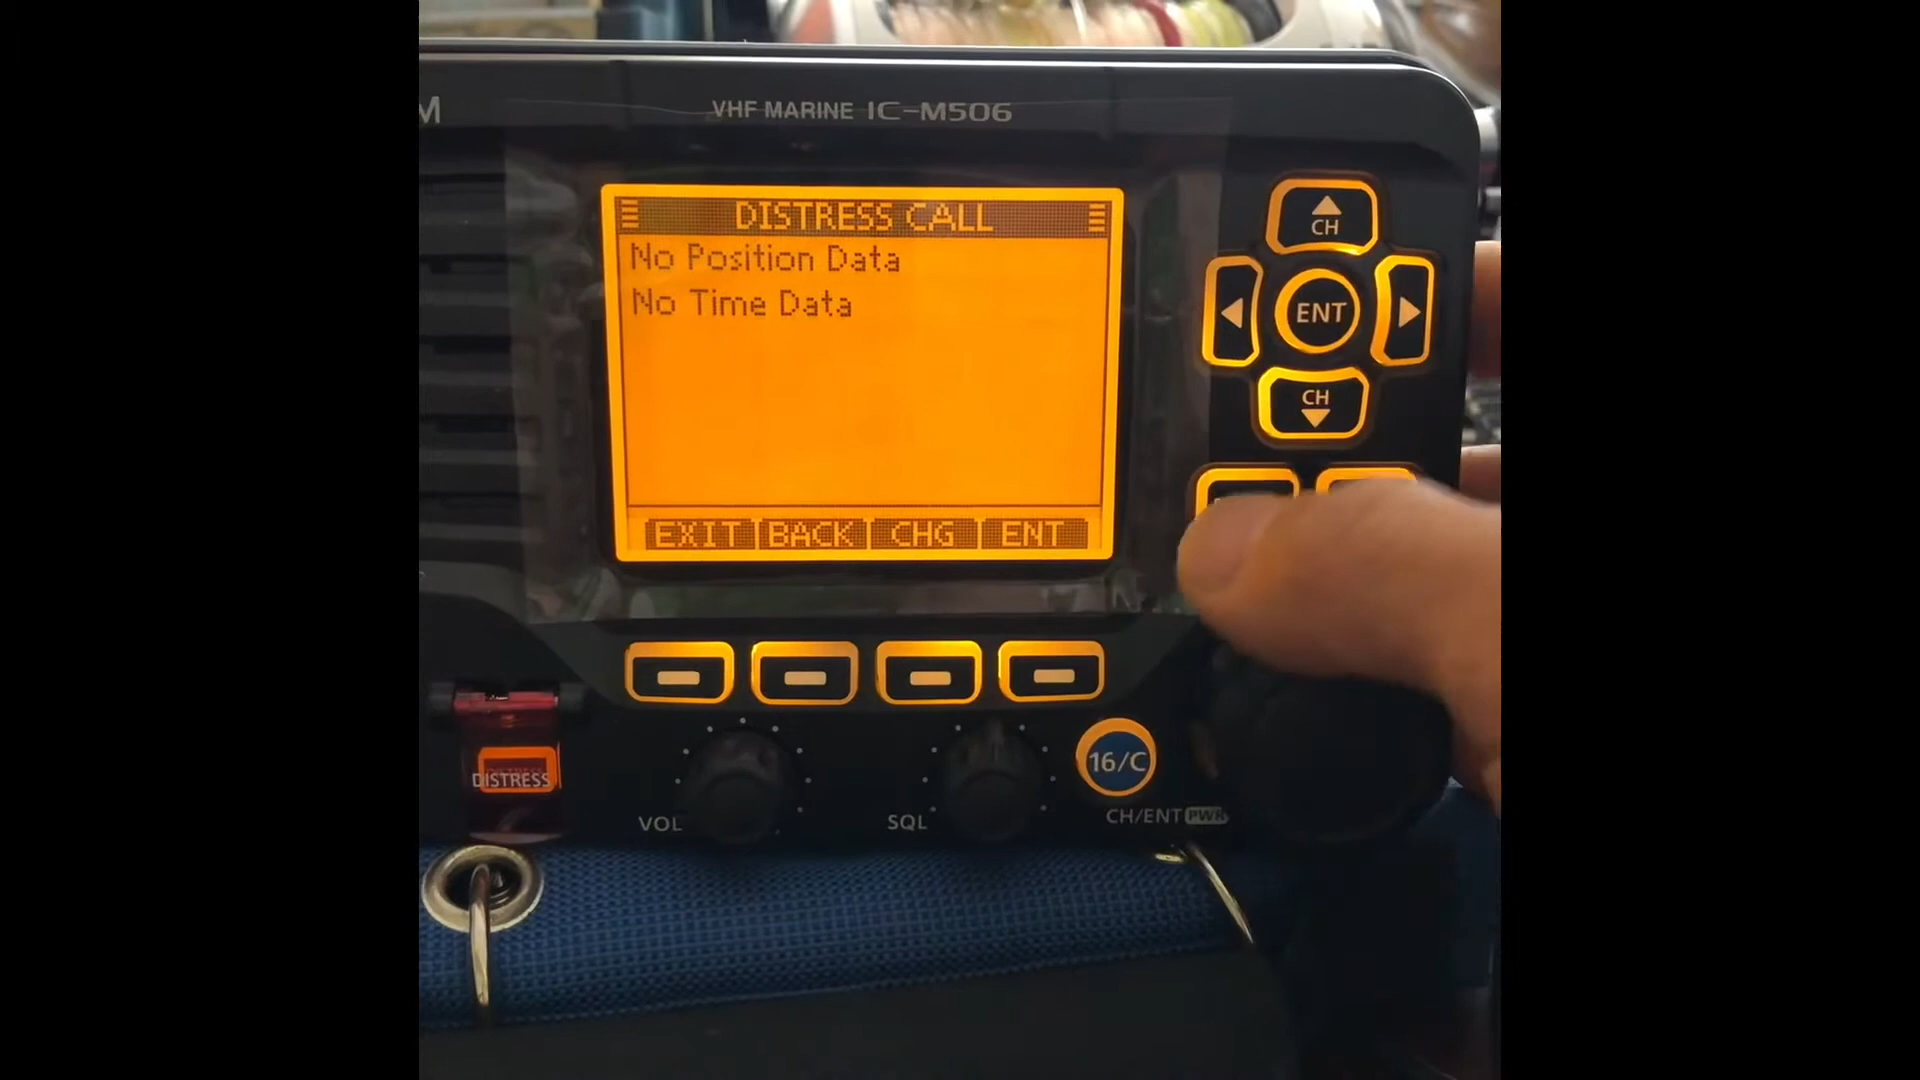 M
VHF MARINE IC-M506
DISTRESS CALL
No Position Data
No Time Data
EXIT BACK CHG ENT
CH
ENT
CH
DISTRESS
VOL
SQL
16/C
CH/ENT PWR